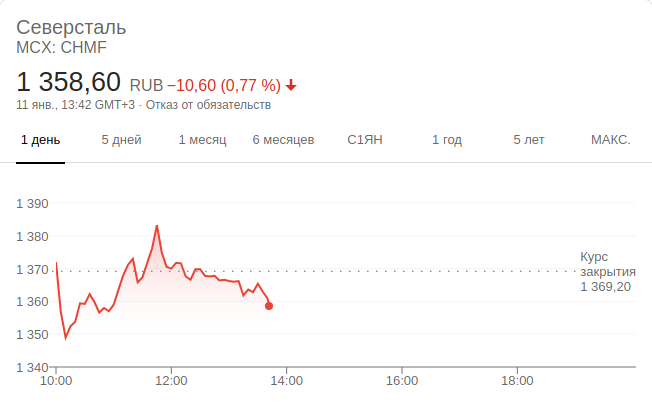 Северсталь
MCX: CHMF
1 358,60 RUB −10,60 (0,77 %)
11 янв., 13:42 GMT+3 · Отказ от обязательств
1 день 5 дней 1 месяц 6 месяцев С1ЯН 1 год 5 лет МАКС.
1 390
1 380
1 370
1 360
1 350
1 340
Курс
закрытия
1 369,20
10:00 12:00 14:00 16:00 18:00